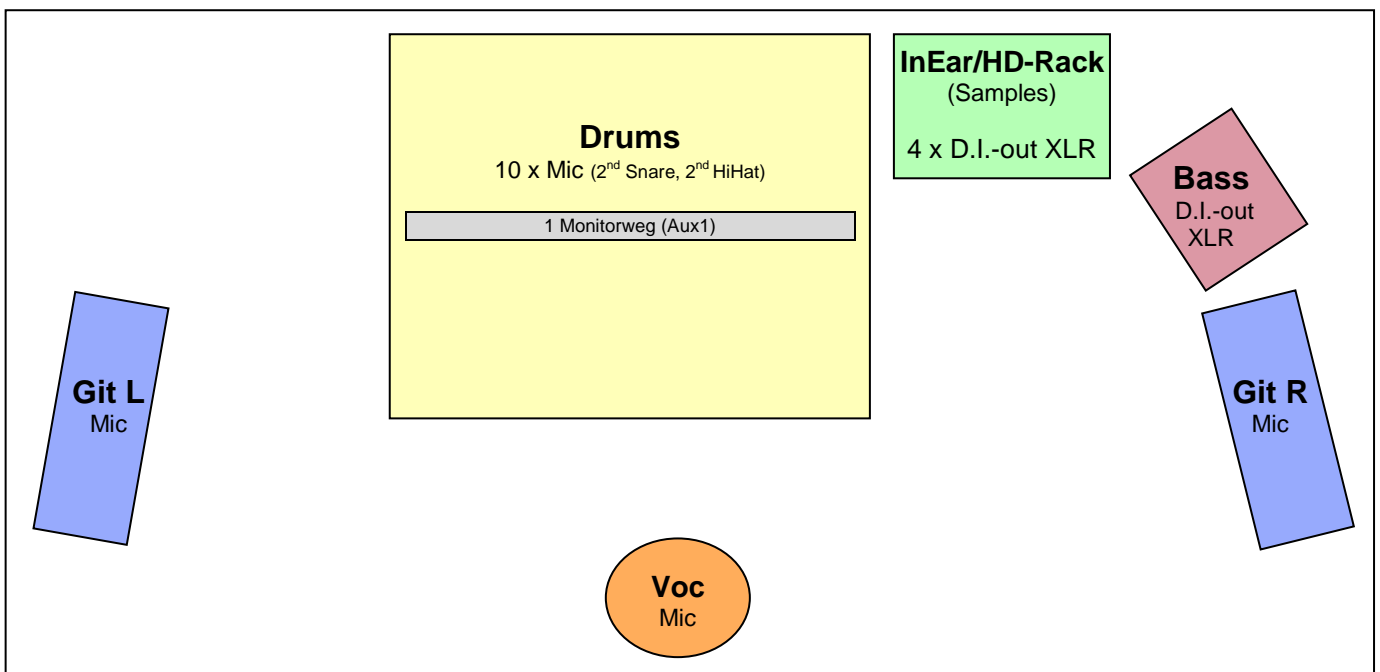 Drums
10 x Mic (2nd Snare, 2nd HiHat)
1 Monitorweg (Aux1)
InEar/HD-Rack
(Samples)
4 x D.I.-out XLR
Bass
D.I.-out
XLR
Git L
Mic
Git R
Mic
Voc
Mic